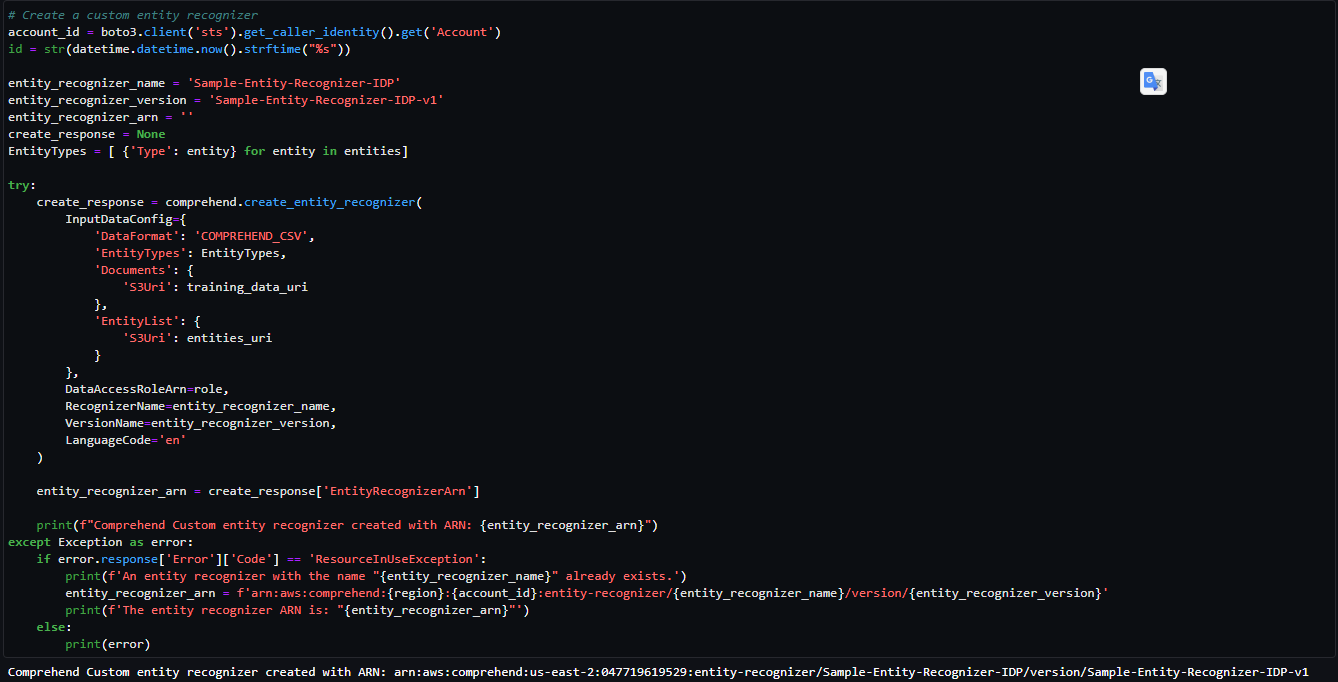 # Create a custom entity recognizer
account_id = boto3.client('sts').get_caller_identity().get('Account')
id = str(datetime.datetime.now().strftime("%s"))

entity_recognizer_name = 'Sample-Entity-Recognizer-IDP'
entity_recognizer_version = 'Sample-Entity-Recognizer-IDP-v1'
entity_recognizer_arn = ''
create_response = None
EntityTypes = [ {'Type': entity} for entity in entities]

try:
    create_response = comprehend.create_entity_recognizer(
        InputDataConfig={
            'DataFormat': 'COMPREHEND_CSV',
            'EntityTypes': EntityTypes,
            'Documents': {
                'S3Uri': training_data_uri
            },
            'EntityList': {
                'S3Uri': entities_uri
            }
        },
        DataAccessRoleArn=role,
        RecognizerName=entity_recognizer_name,
        VersionName=entity_recognizer_version,
        LanguageCode='en'
    )

    entity_recognizer_arn = create_response['EntityRecognizerArn']

    print(f"Comprehend Custom entity recognizer created with ARN: {entity_recognizer_arn}")
except Exception as error:
    if error.response['Error']['Code'] == 'ResourceInUseException':
        print(f'An entity recognizer with the name "{entity_recognizer_name}" already exists.')
        entity_recognizer_arn = f'arn:aws:comprehend:{region}:{account_id}:entity-recognizer/{entity_recognizer_name}/version/{entity_recognizer_version}'
        print(f'The entity recognizer ARN is: "{entity_recognizer_arn}"')
    else:
        print(error)

Comprehend Custom entity recognizer created with ARN: arn:aws:comprehend:us-east-2:047719619529:entity-recognizer/Sample-Entity-Recognizer-IDP/version/Sample-Entity-Recognizer-IDP-v1